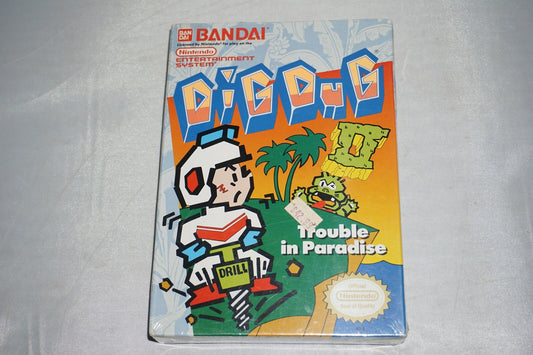 BAN
DAI
BANDAI
Licensed by Nintendo® for play on the
Nintendo
ENTERTAINMENT
SYSTEM
DIG DUG
II
Trouble
in Paradise
DRILL
Official
Nintendo
Seal of Quality